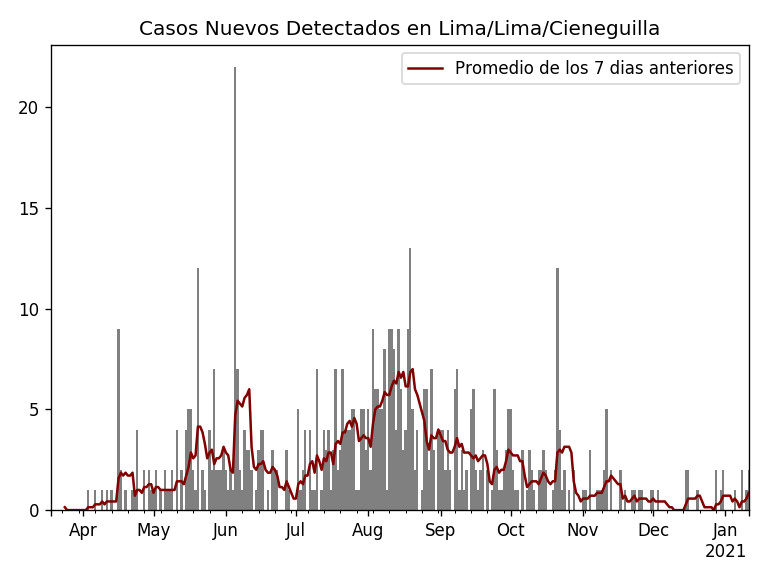 Casos Nuevos Detectados en Lima/Lima/Cieneguilla
Promedio de los 7 dias anteriores
20
15
10
5
0
Apr May Jun Jul Aug Sep Oct Nov Dec Jan
2021